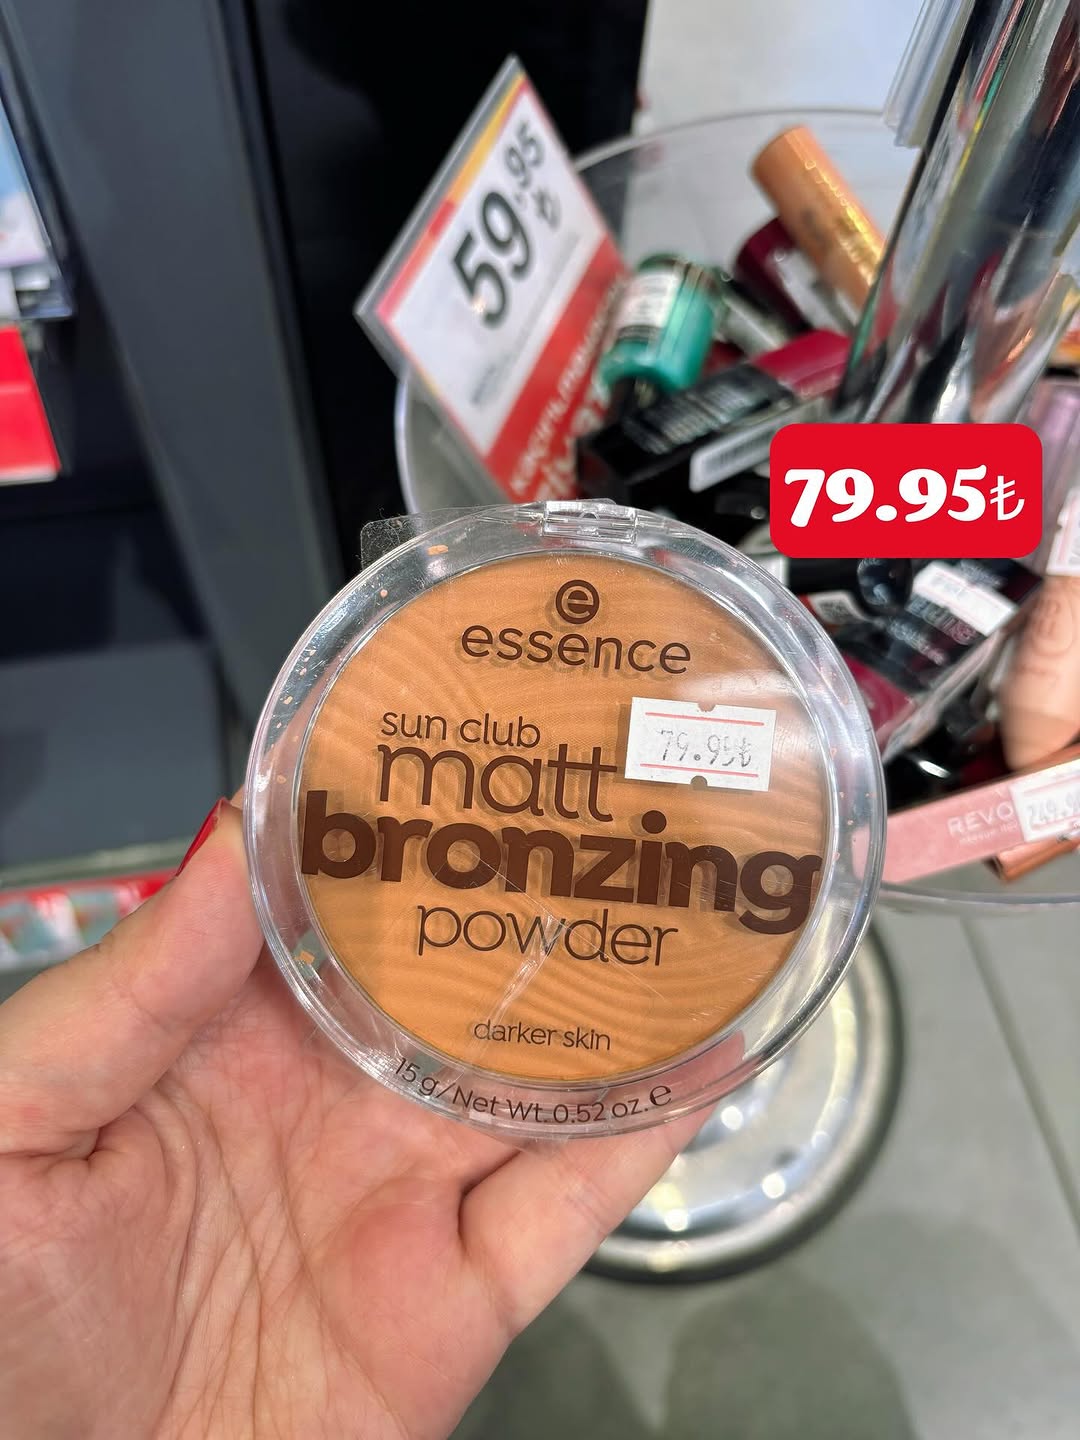 59.95
₺
79.95₺
e
essence
79.95₺
sun club
matt
bronzing
powder
darker skin
15 g/Net Wt. 0.52 oz. e
REVO